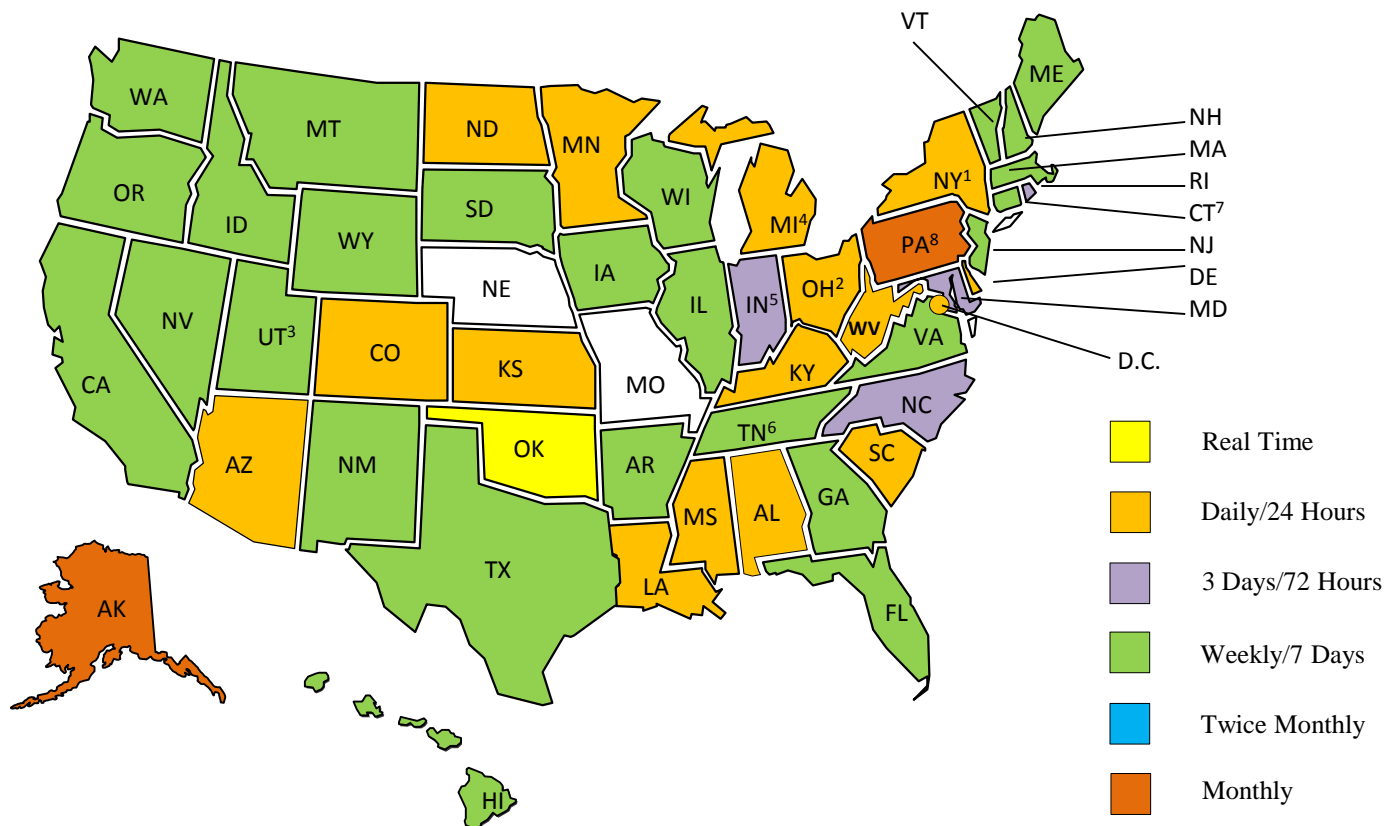 VT
ME
WA
MT
ND
MN
NH
MA
RI
CT⁷
NJ
DE
MD
D.C.
OR
ID
WY
SD
WI
MI⁴
NY¹
PA⁸
NE
IA
IL
IN⁵
OH²
WV
VA
NV
UT³
CO
KS
MO
KY
CA
NC
TN⁶
AZ
NM
OK
AR
SC
MS
AL
GA
TX
LA
FL
AK
HI
Real Time
Daily/24 Hours
3 Days/72 Hours
Weekly/7 Days
Twice Monthly
Monthly